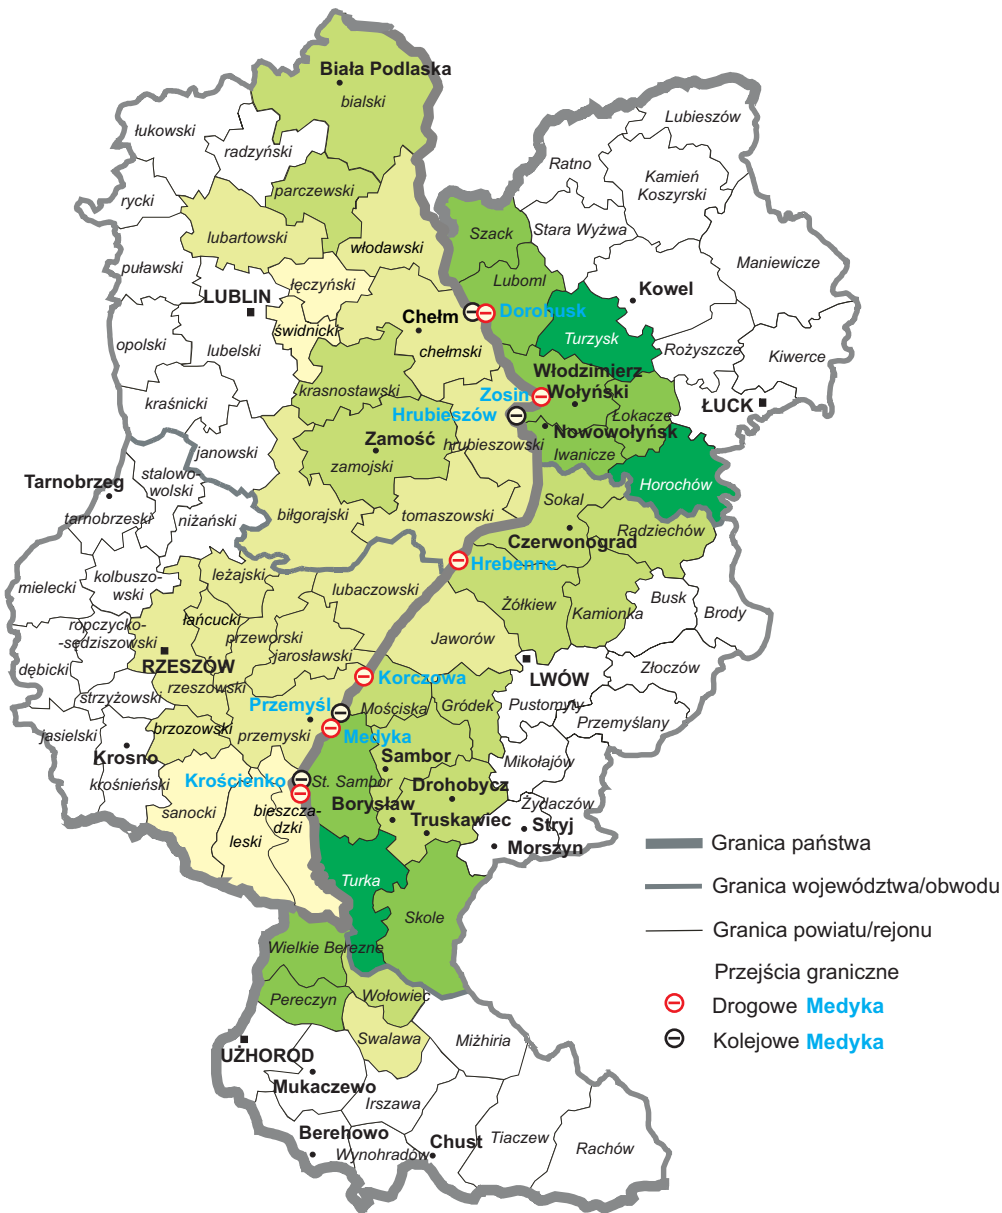 Biała Podlaska
bialski
łukowski
radzyński
Lubieszów
Ratno
Kamień
Koszyrski
parczewski
rycki
lubartowski
włodawski
Szack
Stara Wyżwa
Maniewicze
puławski
łęczyński
Luboml
LUBLIN
Kowel
Chełm
Dorohusk
świdnicki
Turzysk
opolski
lubelski
chełmski
Rożyszcze
Kiwerce
Włodzimierz
Wołyński
krasnostawski
Zosin
kraśnicki
Hrubieszów
Łokacze
ŁUCK
Zamość
hrubieszowski
Nowowołyńsk
janowski
zamojski
Iwanicze
stalowo-
wolski
Tarnobrzeg
Horochów
tarnobrzeski
niżański
biłgorajski
tomaszowski
Sokal
Radziechów
Czerwonograd
Hrebenne
leżajski
kolbuszo-
wski
mielecki
lubaczowski
Żółkiew
Kamionka
Busk
Brody
ropczycko-
-sędziszowski
łańcucki
przeworski
Jaworów
jarosławski
dębicki
RZESZÓW
LWÓW
Złoczów
rzeszowski
Korczowa
strzyżowski
Przemyśl
Mościska
Gródek
Pustomyty
Przemyślany
brzozowski
przemyski
Medyka
jasielski
Krosno
Sambor
Mikołajów
krośnieński
Krościenko
St. Sambor
Drohobycz
sanocki
bieszcza-
dzki
Borysław
Żydaczów
Truskawiec
Stryj
leski
Morszyn
Turka
Skole
Wielkie Berezne
Pereczyn
Wołowiec
Swalawa
Miżhiria
UŻHOROD
Mukaczewo
Irszawa
Berehowo
Chust
Tiaczew
Rachów
Wynohradów
Granica państwa
Granica województwa/obwodu
Granica powiatu/rejonu
Przejścia graniczne
Drogowe Medyka
Kolejowe Medyka